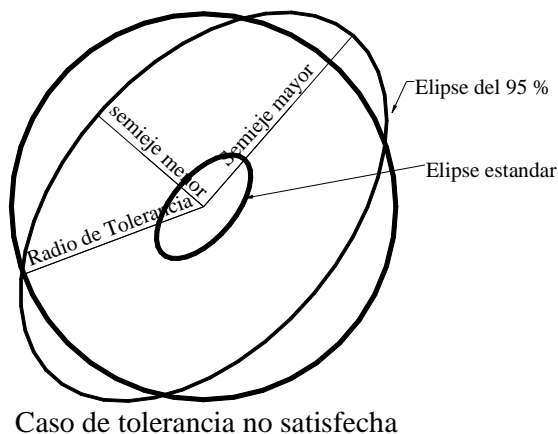 Elipse del 95 %
semieje mayor
semieje menor
Elipse estandar
Radio de Tolerancia
Caso de tolerancia no satisfecha